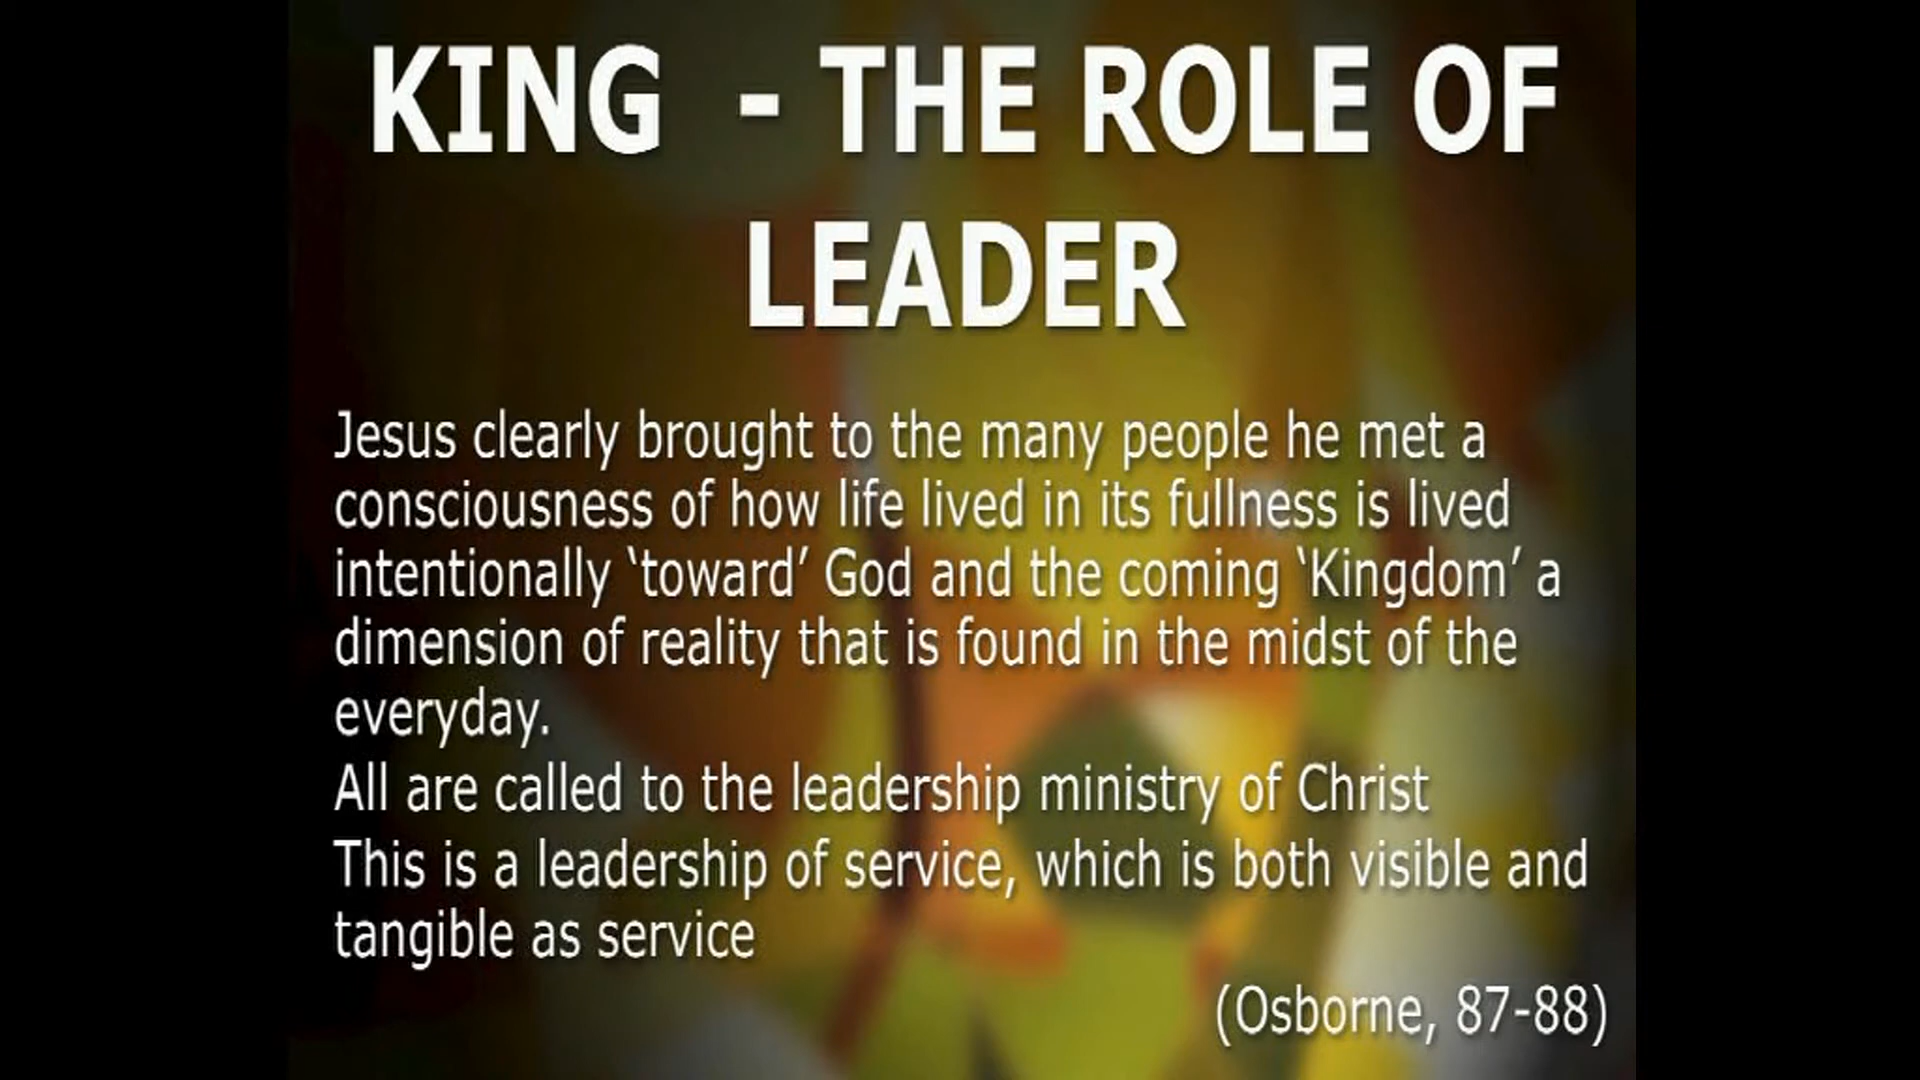 KING  - THE ROLE OF
LEADER
Jesus clearly brought to the many people he met a
consciousness of how life lived in its fullness is lived
intentionally ‘toward’ God and the coming ‘Kingdom’ a
dimension of reality that is found in the midst of the
everyday.
All are called to the leadership ministry of Christ
This is a leadership of service, which is both visible and
tangible as service
(Osborne, 87-88)